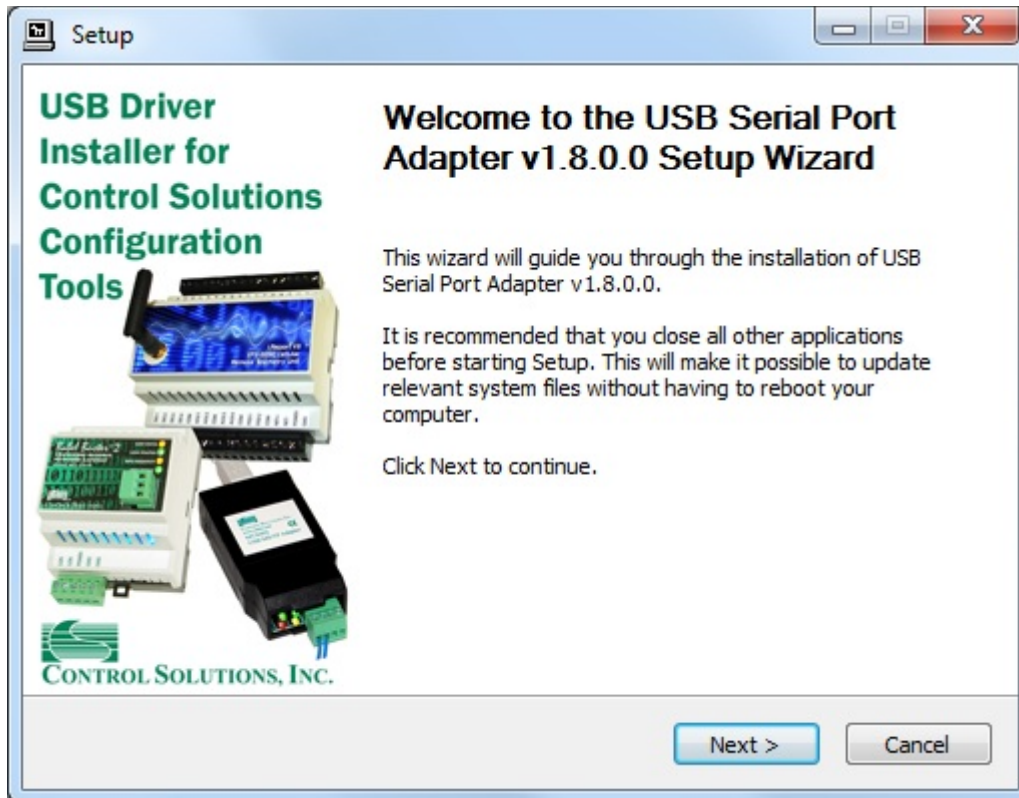 Setup
USB Driver
Installer for
Control Solutions
Configuration
Tools
CONTROL SOLUTIONS, INC.
Welcome to the USB Serial Port
Adapter v1.8.0.0 Setup Wizard
This wizard will guide you through the installation of USB
Serial Port Adapter v1.8.0.0.
It is recommended that you close all other applications
before starting Setup. This will make it possible to update
relevant system files without having to reboot your
computer.
Click Next to continue.
Next >
Cancel